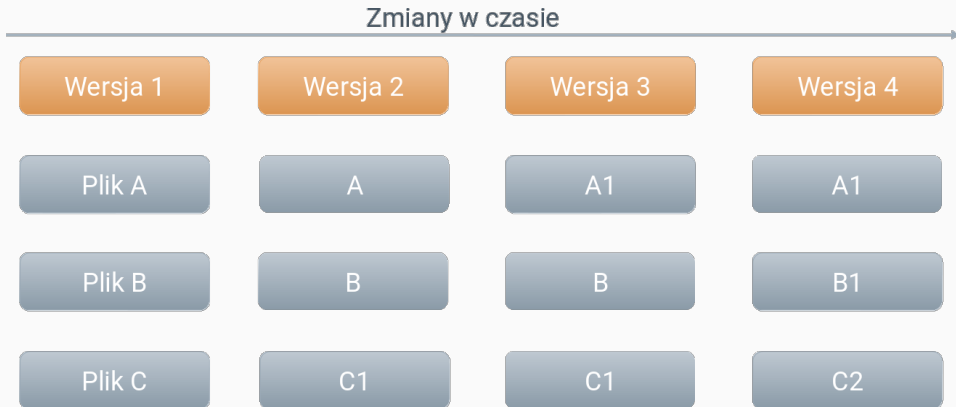 Zmiany w czasie
Wersja 1 Wersja 2 Wersja 3 Wersja 4
Plik A A A1 A1
Plik B B B B1
Plik C C1 C1 C2